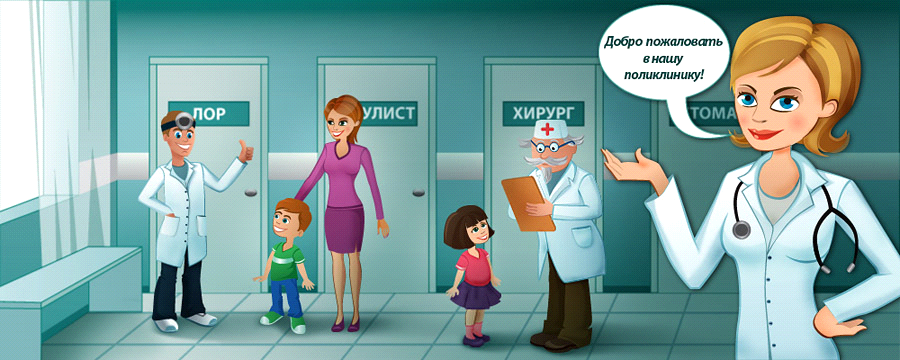 Добро пожаловать
в нашу
поликлинику!
ЛОР
УЛИСТ
ХИРУРГ
ТОМА